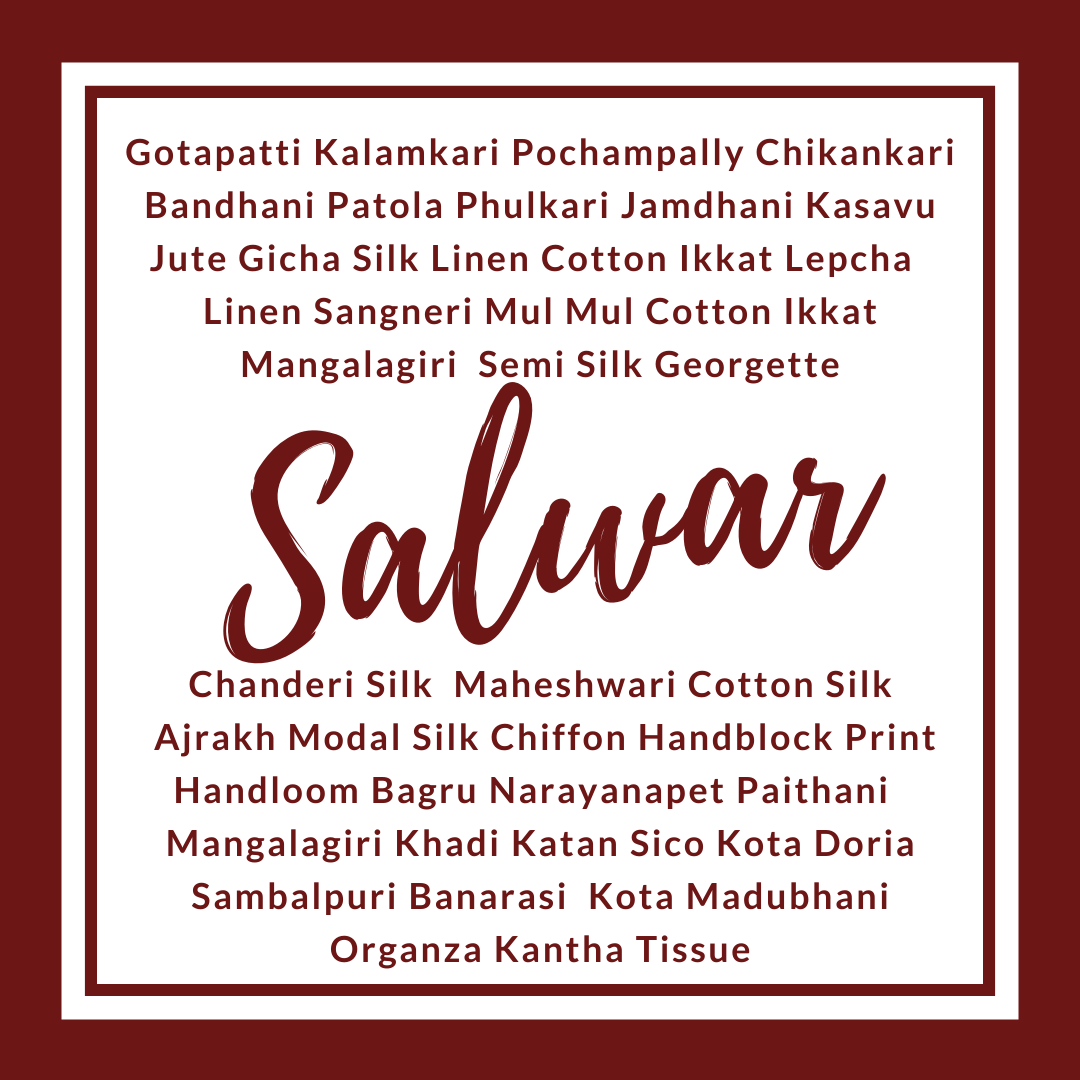 Gotapatti Kalamkari Pochampally Chikankari
Bandhani Patola Phulkari Jamdhani Kasavu
Jute Gicha Silk Linen Cotton Ikkat Lepcha
Linen Sangneri Mul Mul Cotton Ikkat
Mangalagiri Semi Silk Georgette
Salwar
Chanderi Silk Maheshwari Cotton Silk
Ajrakh Modal Silk Chiffon Handblock Print
Handloom Bagru Narayanapet Paithani
Mangalagiri Khadi Katan Sico Kota Doria
Sambalpuri Banarasi Kota Madubhani
Organza Kantha Tissue